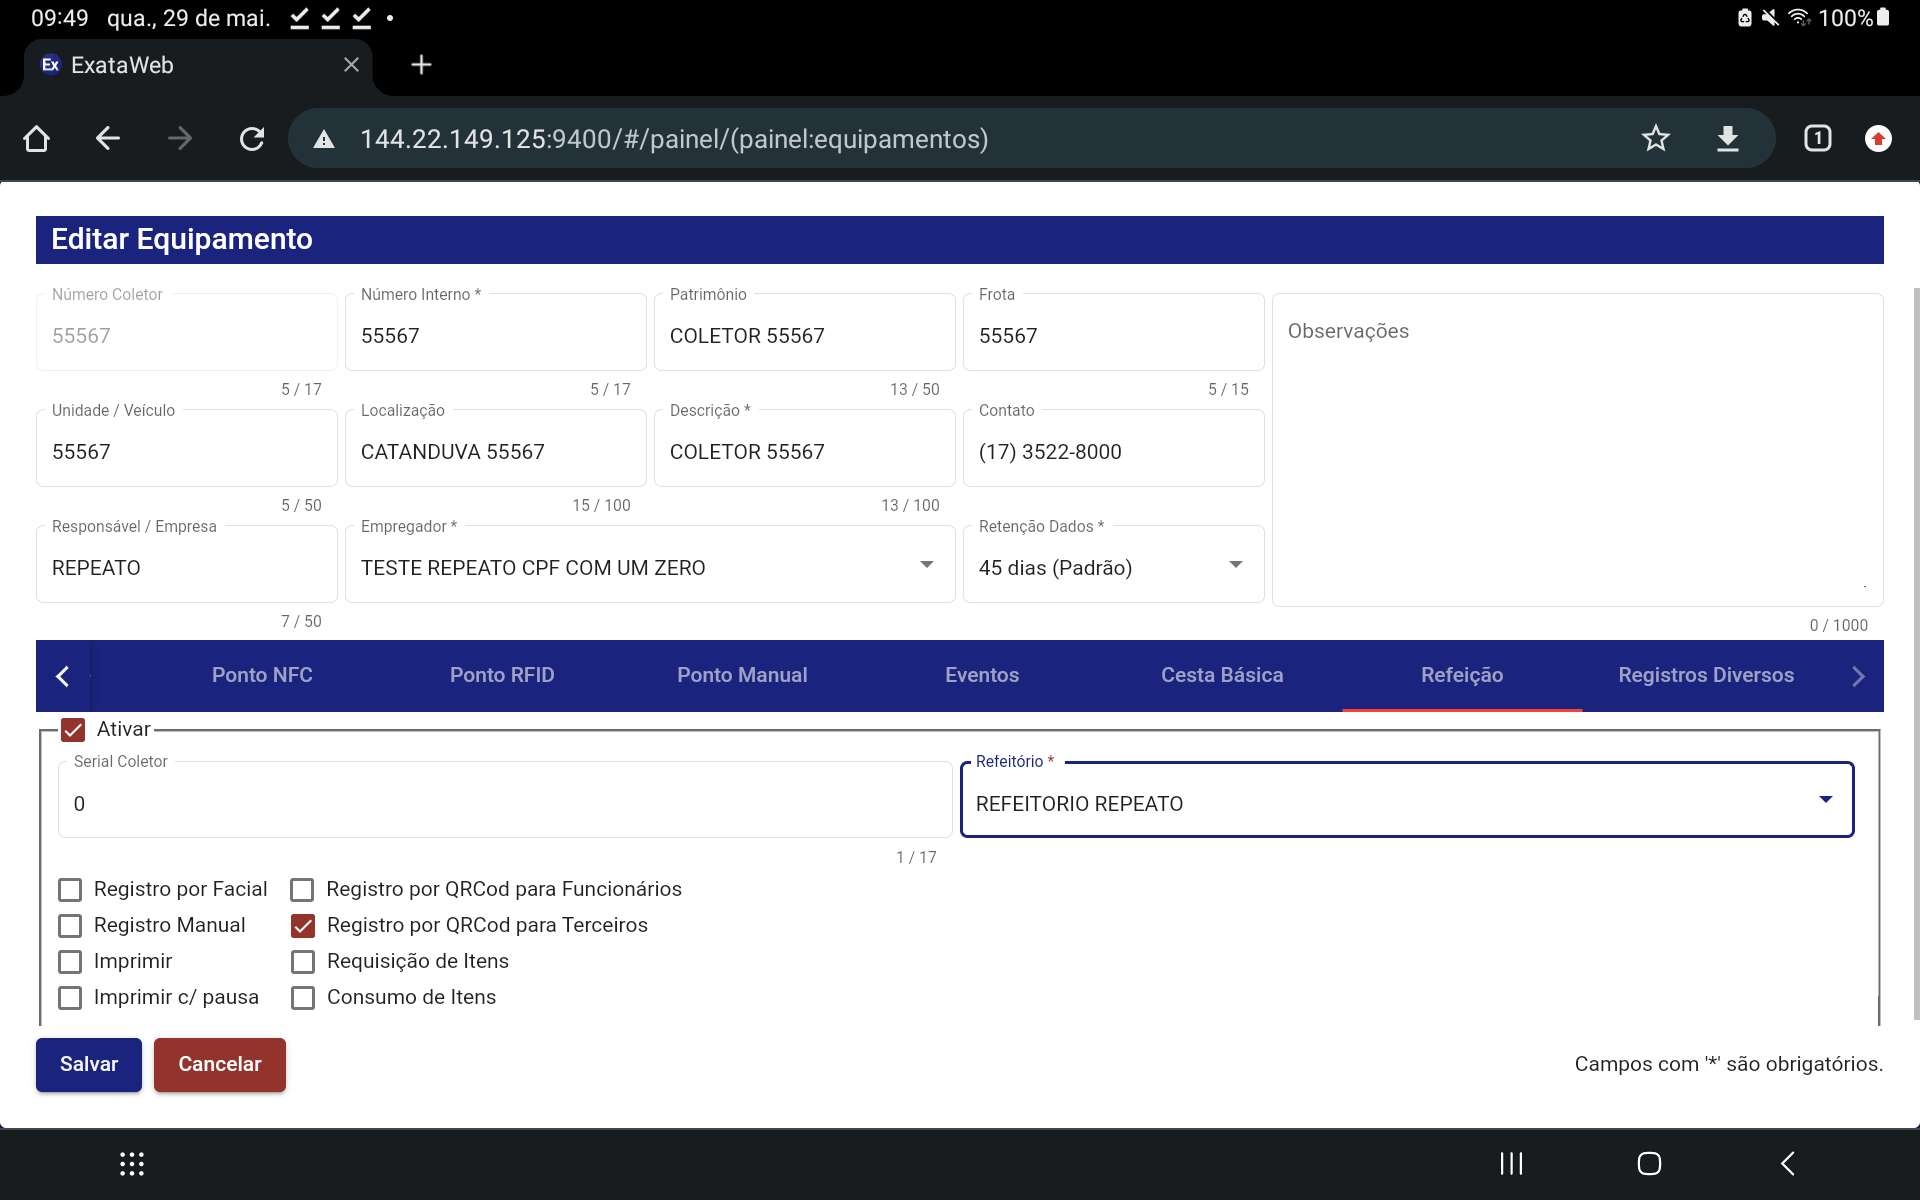 09:49 qua., 29 de mai.
100%
Ex ExataWeb
144.22.149.125:9400/#/painel/(painel:equipamentos)
1
Editar Equipamento
Número Coletor
55567
5 / 17
Número Interno *
55567
5 / 17
Patrimônio
COLETOR 55567
13 / 50
Frota
55567
5 / 15
Observações
0 / 1000
Unidade / Veículo
55567
5 / 50
Localização
CATANDUVA 55567
15 / 100
Descrição *
COLETOR 55567
13 / 100
Contato
(17) 3522-8000
Responsável / Empresa
REPEATO
7 / 50
Empregador *
TESTE REPEATO CPF COM UM ZERO
Retenção Dados *
45 dias (Padrão)
Ponto NFC
Ponto RFID
Ponto Manual
Eventos
Cesta Básica
Refeição
Registros Diversos
Ativar
Serial Coletor
0
1 / 17
Refeitório *
REFEITORIO REPEATO
Registro por Facial
Registro por QRCod para Funcionários
Registro Manual
Registro por QRCod para Terceiros
Imprimir
Requisição de Itens
Imprimir c/ pausa
Consumo de Itens
Salvar
Cancelar
Campos com '*' são obrigatórios.